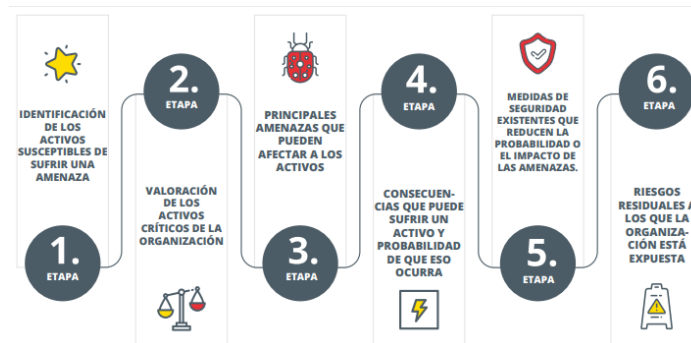 IDENTIFICACIÓN
DE LOS
ACTIVOS
SUSCEPTIBLES DE
SUFRIR UNA
AMENAZA
1.
ETAPA
2.
ETAPA
VALORACIÓN
DE LOS
ACTIVOS
CRÍTICOS DE LA
ORGANIZACIÓN
PRINCIPALES
AMENAZAS QUE
PUEDEN
AFECTAR A LOS
ACTIVOS
3.
ETAPA
4.
ETAPA
CONSECUEN-
CIAS QUE PUEDE
SUFRIR UN
ACTIVO Y
PROBABILIDAD
DE QUE ESO
OCURRA
MEDIDAS DE
SEGURIDAD
EXISTENTES QUE
REDUCEN LA
PROBABILIDAD O
EL IMPACTO DE
LAS AMENAZAS.
5.
ETAPA
6.
ETAPA
RIESGOS
RESIDUALES A
LOS QUE LA
ORGANIZA-
CIÓN ESTÁ
EXPUESTA